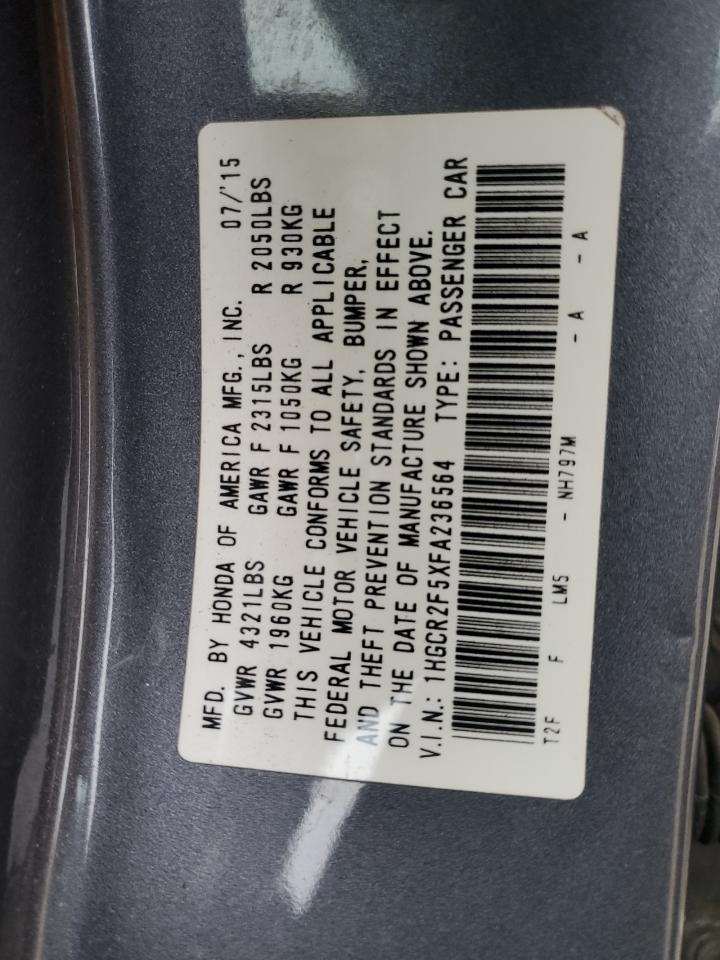 MFD. BY HONDA OF AMERICA MFG., INC. 07/'15
GVWR 4321LBS GAWR F 2315LBS R 2050LBS
GVWR 1960KG GAWR F 1050KG R 930KG
THIS VEHICLE CONFORMS TO ALL APPLICABLE
FEDERAL MOTOR VEHICLE SAFETY, BUMPER,
AND THEFT PREVENTION STANDARDS IN EFFECT
ON THE DATE OF MANUFACTURE SHOWN ABOVE.
V.I.N.: 1HGCR2F5XFA236564 TYPE: PASSENGER CAR
T2F F LM5 - NH797M - A - A